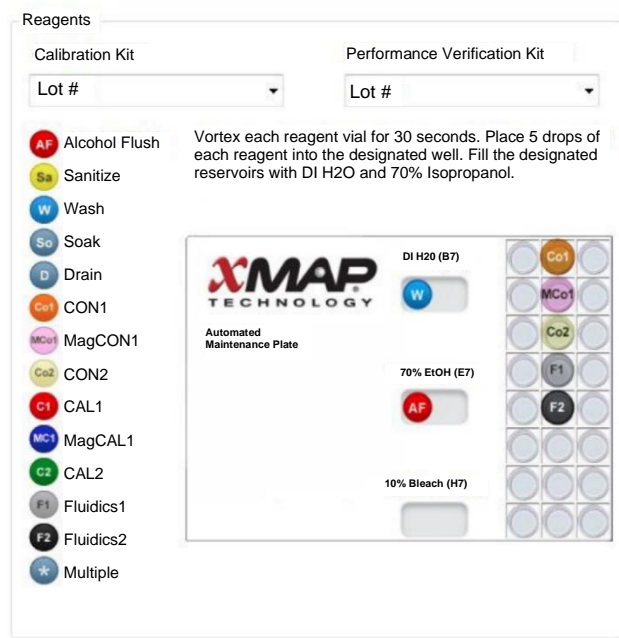 Reagents
Calibration Kit
Performance Verification Kit
Lot #
Lot #
AF Alcohol Flush
Sa Sanitize
W Wash
So Soak
D Drain
Co1 CON1
MCo1 MagCON1
Co2 CON2
C1 CAL1
MC1 MagCAL1
C2 CAL2
F1 Fluidics1
F2 Fluidics2
* Multiple
Vortex each reagent vial for 30 seconds. Place 5 drops of
each reagent into the designated well. Fill the designated
reservoirs with DI H2O and 70% Isopropanol.
XMAP
TECHNOLOGY
Automated
Maintenance Plate
DI H20 (B7)
W
70% EtOH (E7)
AF
10% Bleach (H7)
Co1
MCo1
Co2
F1
F2